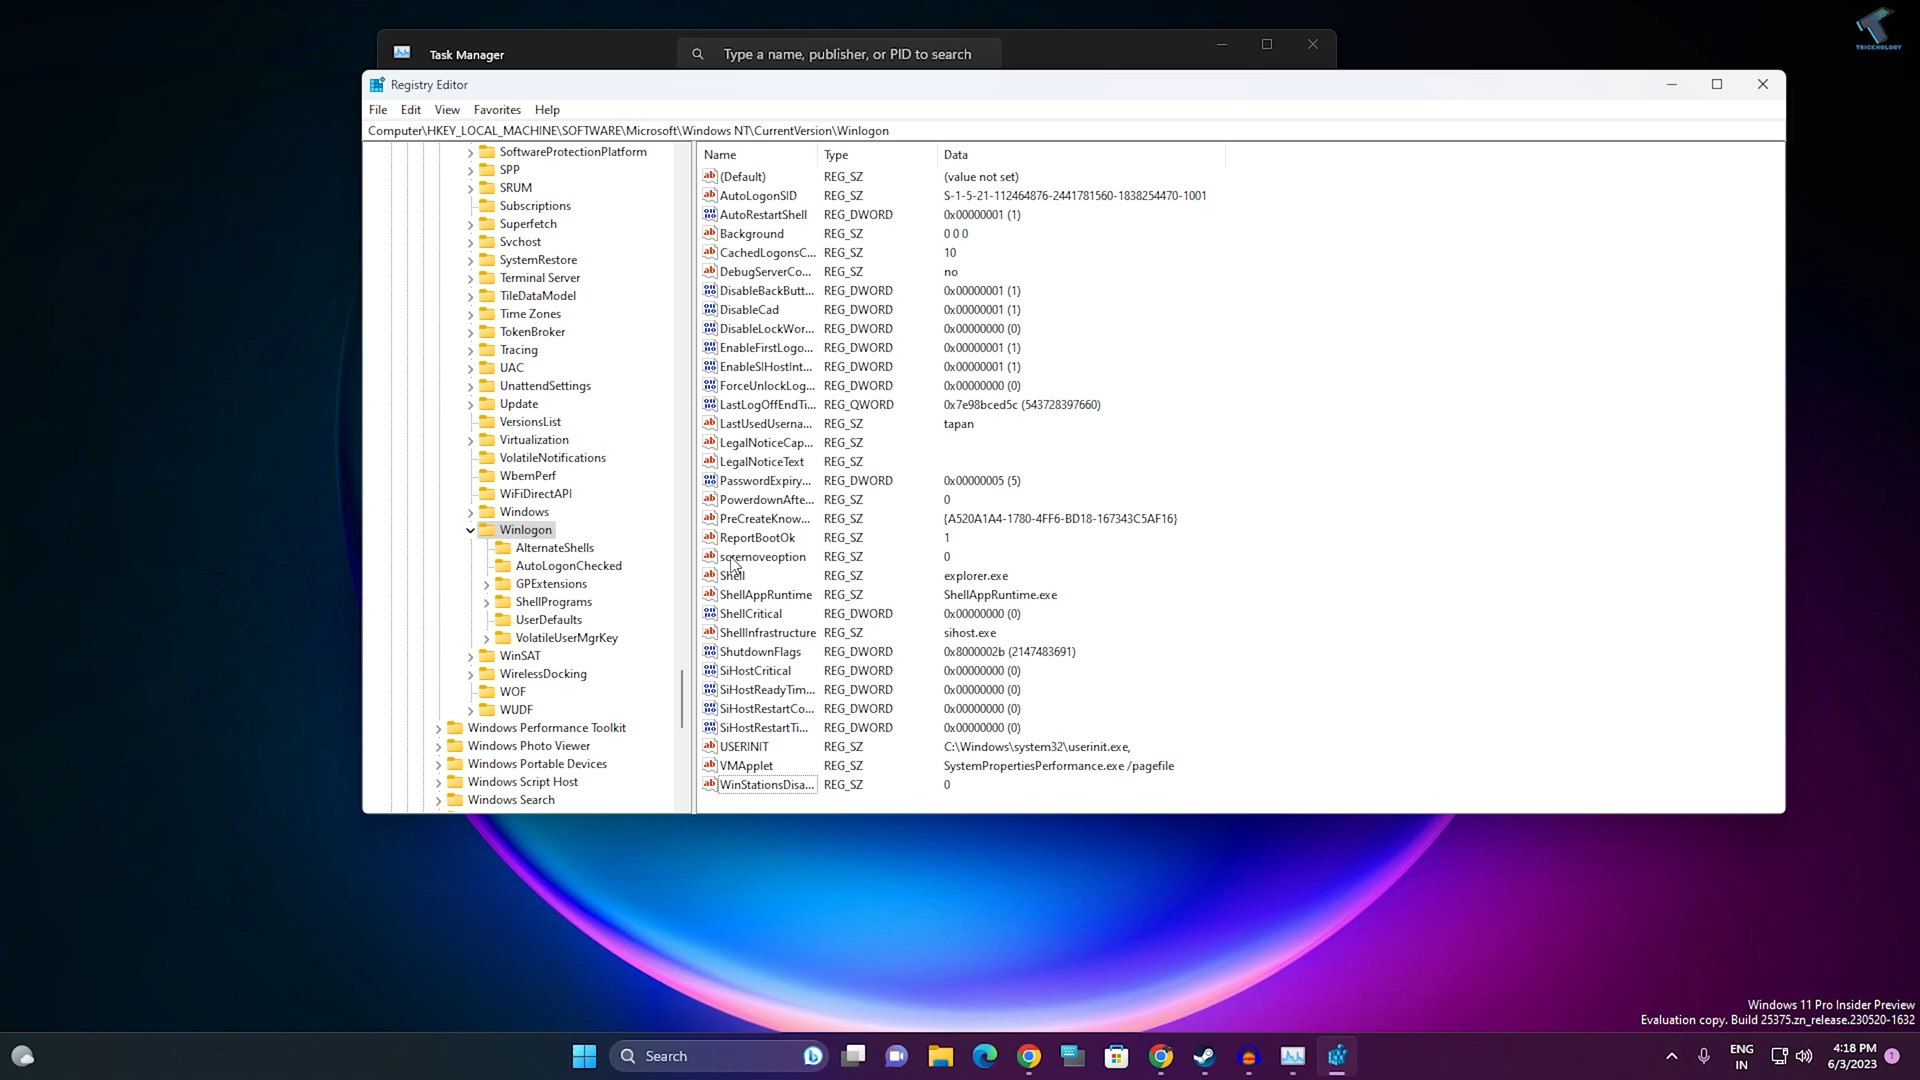 TRICKNOLOGY
Task Manager
Type a name, publisher, or PID to search
Registry Editor
File Edit View Favorites Help
Computer\HKEY_LOCAL_MACHINE\SOFTWARE\Microsoft\Windows NT\CurrentVersion\Winlogon
SoftwareProtectionPlatform
SPP
SRUM
Subscriptions
Superfetch
Svchost
SystemRestore
Terminal Server
TileDataModel
Time Zones
TokenBroker
Tracing
UAC
UnattendSettings
Update
VersionsList
Virtualization
VolatileNotifications
WbemPerf
WiFiDirectAPI
Windows
Winlogon
AlternateShells
AutoLogonChecked
GPExtensions
ShellPrograms
UserDefaults
VolatileUserMgrKey
WinSAT
WirelessDocking
WOF
WUDF
Windows Performance Toolkit
Windows Photo Viewer
Windows Portable Devices
Windows Script Host
Windows Search
Name Type Data
(Default) REG_SZ (value not set)
AutoLogonSID REG_SZ S-1-5-21-112464876-2441781560-1838254470-1001
AutoRestartShell REG_DWORD 0x00000001 (1)
Background REG_SZ 0 0 0
CachedLogonsC... REG_SZ 10
DebugServerCo... REG_SZ no
DisableBackButt... REG_DWORD 0x00000001 (1)
DisableCad REG_DWORD 0x00000001 (1)
DisableLockWor... REG_DWORD 0x00000000 (0)
EnableFirstLogo... REG_DWORD 0x00000001 (1)
EnableSIHostInt... REG_DWORD 0x00000001 (1)
ForceUnlockLog... REG_DWORD 0x00000000 (0)
LastLogOffEndTi... REG_QWORD 0x7e98bced5c (543728397660)
LastUsedUserna... REG_SZ tapan
LegalNoticeCap... REG_SZ
LegalNoticeText REG_SZ
PasswordExpiry... REG_DWORD 0x00000005 (5)
PowerdownAfte... REG_SZ 0
PreCreateKnow... REG_SZ {A520A1A4-1780-4FF6-BD18-167343C5AF16}
ReportBootOk REG_SZ 1
scremoveoption REG_SZ 0
Shell REG_SZ explorer.exe
ShellAppRuntime REG_SZ ShellAppRuntime.exe
ShellCritical REG_DWORD 0x00000000 (0)
ShellInfrastructure REG_SZ sihost.exe
ShutdownFlags REG_DWORD 0x8000002b (2147483691)
SiHostCritical REG_DWORD 0x00000000 (0)
SiHostReadyTim... REG_DWORD 0x00000000 (0)
SiHostRestartCo... REG_DWORD 0x00000000 (0)
SiHostRestartTi... REG_DWORD 0x00000000 (0)
USERINIT REG_SZ C:\Windows\system32\userinit.exe,
VMApplet REG_SZ SystemPropertiesPerformance.exe /pagefile
WinStationsDisa... REG_SZ 0
Windows 11 Pro Insider Preview
Evaluation copy. Build 25375.zn_release.230520-1632
Search
ENG
IN
4:18 PM
6/3/2023
1